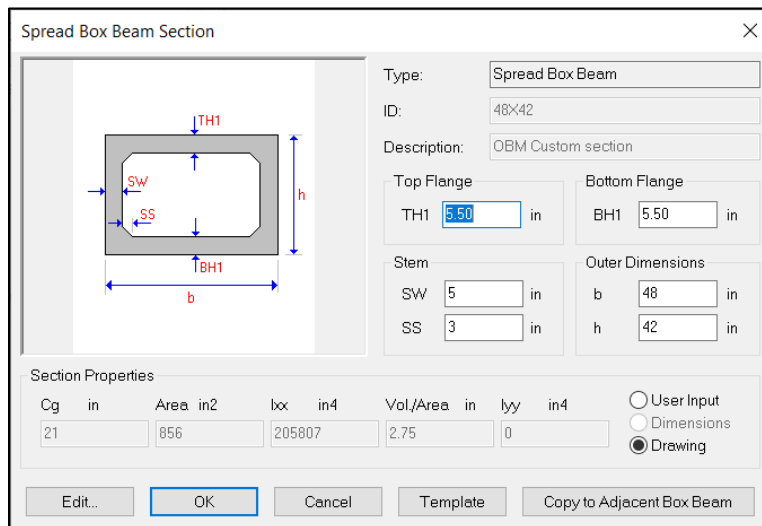 Spread Box Beam Section
Type: Spread Box Beam
ID: 48X42
Description: OBM Custom section
TH1
SW
SS
h
BH1
b
Top Flange
TH1 5.50 in
Bottom Flange
BH1 5.50 in
Stem
SW 5 in
SS 3 in
Outer Dimensions
b 48 in
h 42 in
Section Properties
Cg in Area in2 Ixx in4 Vol./Area in Iyy in4
21 856 205807 2.75 0
User Input
Dimensions
Drawing
Edit... OK Cancel Template Copy to Adjacent Box Beam